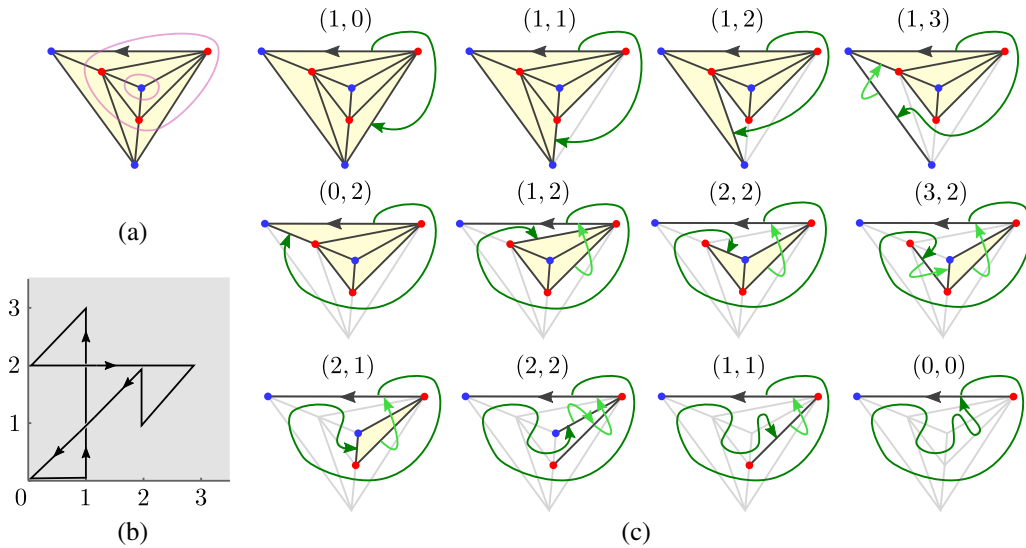 (1, 0) (1, 1) (1, 2) (1, 3)
(a)
(0, 2) (1, 2) (2, 2) (3, 2)
3
2
1
0 1 2 3
(2, 1) (2, 2) (1, 1) (0, 0)
(b) (c)